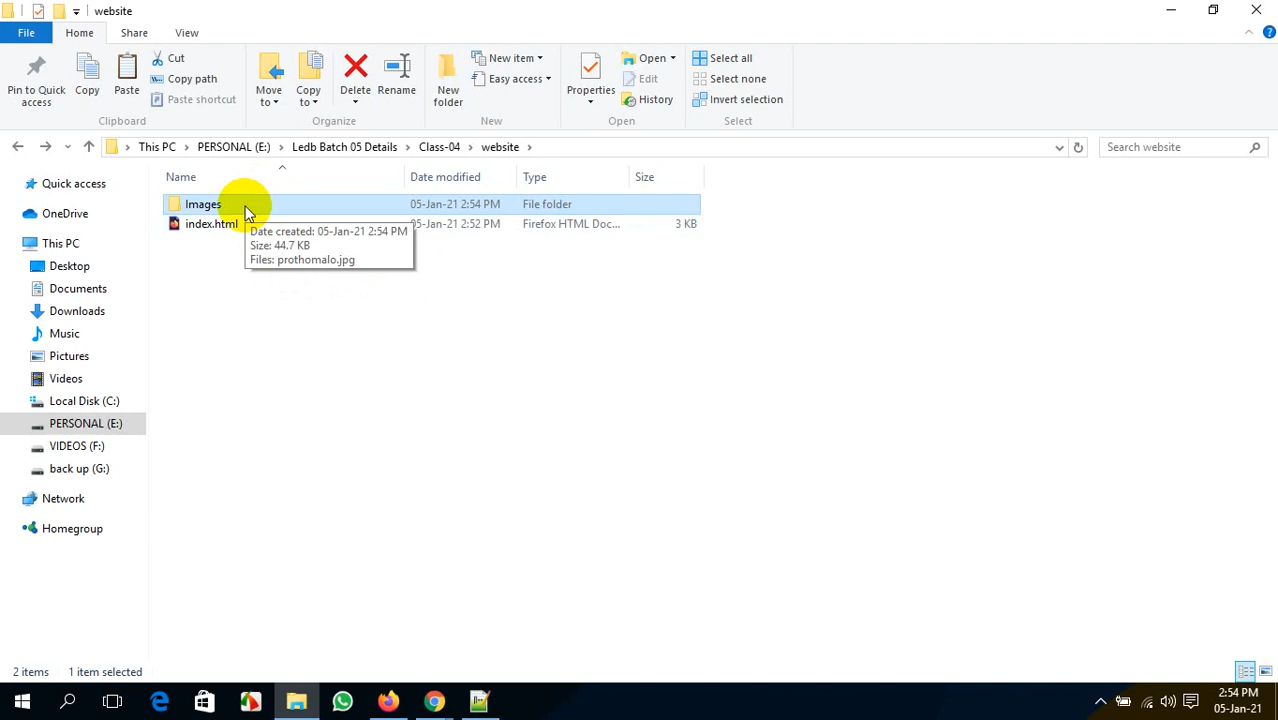 website
File
Home
Share
View
Pin to Quick access
Copy
Paste
Cut
Copy path
Paste shortcut
Clipboard
Move to
Copy to
Delete
Rename
Organize
New folder
New item
Easy access
New
Properties
Open
Edit
History
Open
Select all
Select none
Invert selection
Select
This PC
PERSONAL (E:)
Ledb Batch 05 Details
Class-04
website
Search website
Name
Date modified
Type
Size
Images 05-Jan-21 2:54 PM File folder
index.html 05-Jan-21 2:52 PM Firefox HTML Doc... 3 KB
Date created: 05-Jan-21 2:54 PM
Size: 44.7 KB
Files: prothomalo.jpg
Quick access
OneDrive
This PC
Desktop
Documents
Downloads
Music
Pictures
Videos
Local Disk (C:)
PERSONAL (E:)
VIDEOS (F:)
back up (G:)
Network
Homegroup
2 items
1 item selected
2:54 PM
05-Jan-21